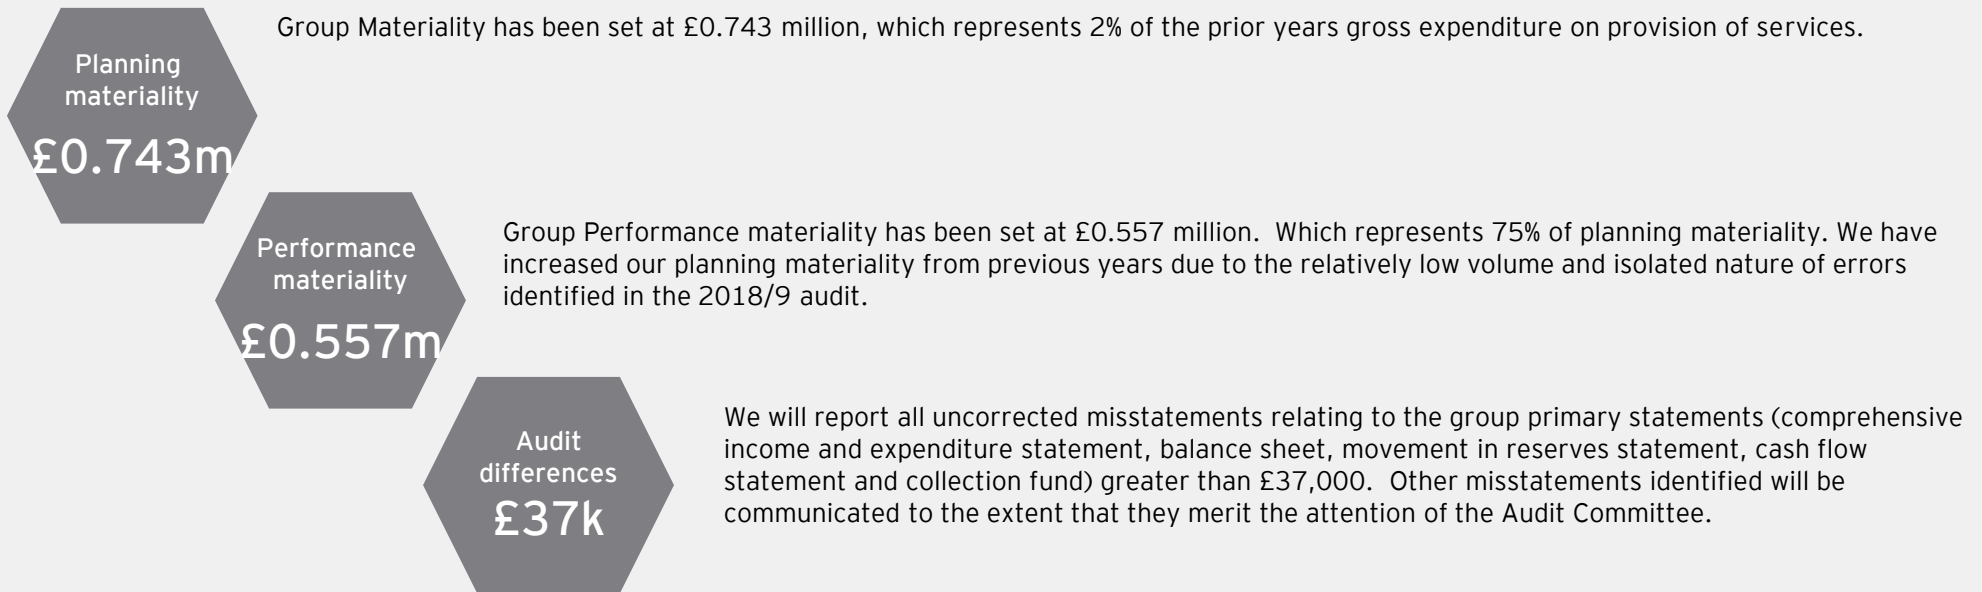 Group Materiality has been set at £0.743 million, which represents 2% of the prior years gross expenditure on provision of services.
Planning
materiality
£0.743m
Performance
materiality
£0.557m
Group Performance materiality has been set at £0.557 million.  Which represents 75% of planning materiality. We have
increased our planning materiality from previous years due to the relatively low volume and isolated nature of errors
identified in the 2018/9 audit.
Audit
differences
£37k
We will report all uncorrected misstatements relating to the group primary statements (comprehensive
income and expenditure statement, balance sheet, movement in reserves statement, cash flow
statement and collection fund) greater than £37,000.  Other misstatements identified will be
communicated to the extent that they merit the attention of the Audit Committee.